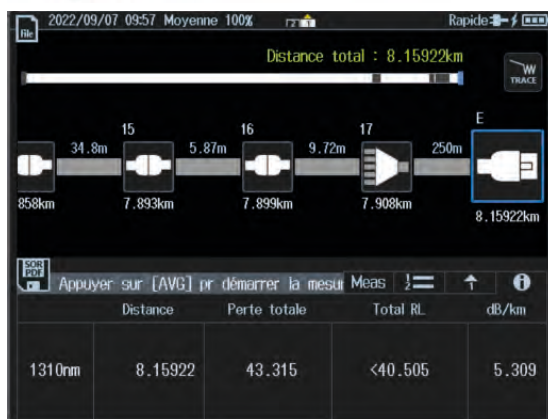 File
2022/09/07 09:57 Moyenne 100%
Rapide
Distance total : 8.15922km
TRACE
15 16 17 E
34.8m 5.87m 9.72m 250m
858km 7.893km 7.899km 7.908km 8.15922km
SOR
PDF
Appuyer sur [AVG] pr démarrer la mesu Meas
Distance Perte totale Total RL dB/km
1310nm 8.15922 43.315 <40.505 5.309